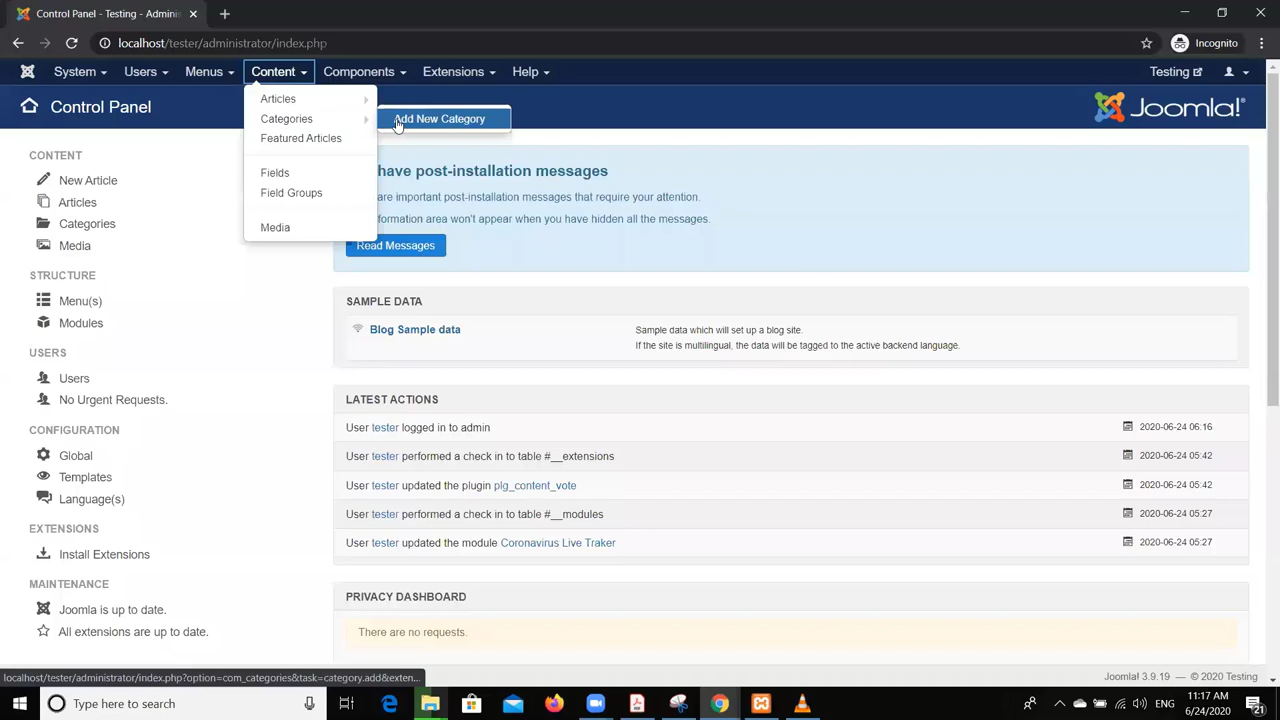 Control Panel - Testing - Adminis
localhost/tester/administrator/index.php
Incognito
System
Users
Menus
Content
Components
Extensions
Help
Testing
Control Panel
Joomla!®
Articles
Categories
Featured Articles
Fields
Field Groups
Media
Add New Category
CONTENT
New Article
Articles
Categories
Media
STRUCTURE
Menu(s)
Modules
USERS
Users
No Urgent Requests.
CONFIGURATION
Global
Templates
Language(s)
EXTENSIONS
Install Extensions
MAINTENANCE
Joomla is up to date.
All extensions are up to date.
have post-installation messages
are important post-installation messages that require your attention.
formation area won't appear when you have hidden all the messages.
Read Messages
SAMPLE DATA
Blog Sample data
Sample data which will set up a blog site.
If the site is multilingual, the data will be tagged to the active backend language.
LATEST ACTIONS
User tester logged in to admin 2020-06-24 06:16
User tester performed a check in to table #__extensions 2020-06-24 05:42
User tester updated the plugin plg_content_vote 2020-06-24 05:42
User tester performed a check in to table #__modules 2020-06-24 05:27
User tester updated the module Coronavirus Live Traker 2020-06-24 05:27
PRIVACY DASHBOARD
There are no requests.
localhost/tester/administrator/index.php?option=com_categories&task=category.add&exten...
Joomla! 3.9.19 — © 2020 Testing
Type here to search
11:17 AM
6/24/2020
21